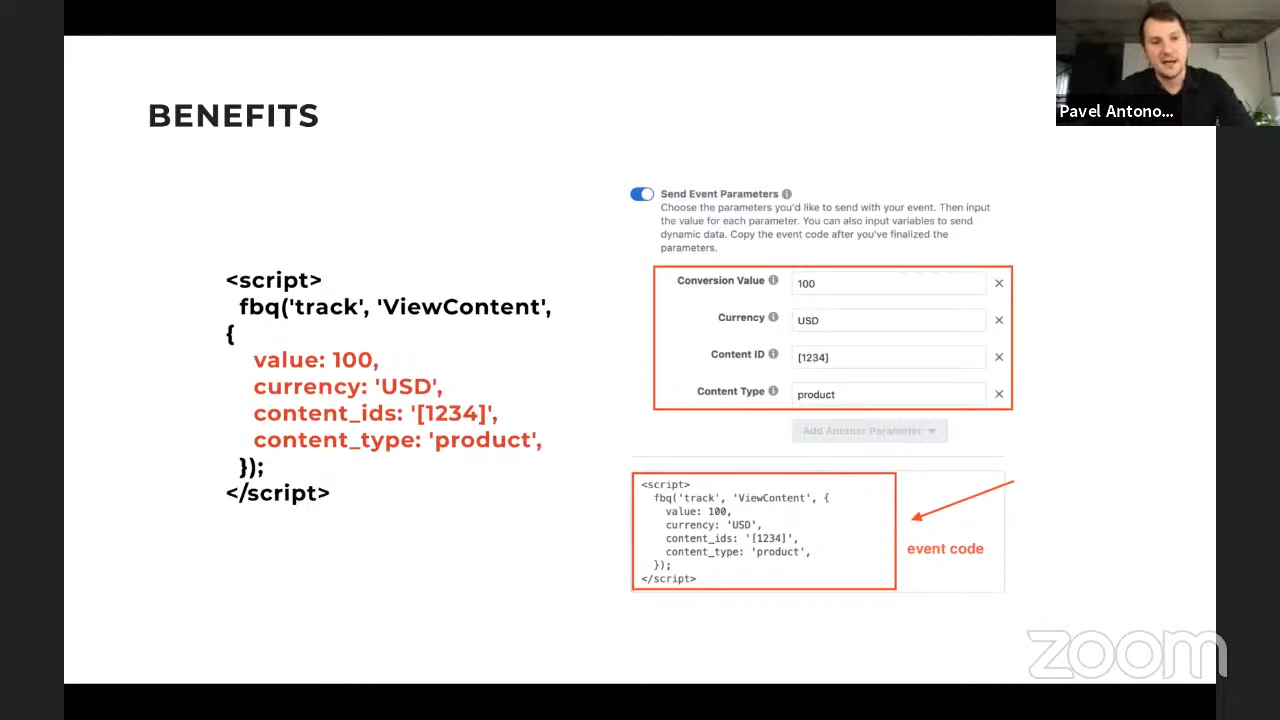 BENEFITS
Pavel Antono...
<script>
fbq('track', 'ViewContent',
{
value: 100,
currency: 'USD',
content_ids: '[1234]',
content_type: 'product',
});
</script>
Send Event Parameters
Choose the parameters you'd like to send with your event. Then input
the value for each parameter. You can also input variables to send
dynamic data. Copy the event code after you've finalized the
parameters.
Conversion Value 100
Currency USD
Content ID [1234]
Content Type product
Add Another Parameter
<script>
fbq('track', 'ViewContent', {
value: 100,
currency: 'USD',
content_ids: '[1234]',
content_type: 'product',
});
</script>
event code
zoom